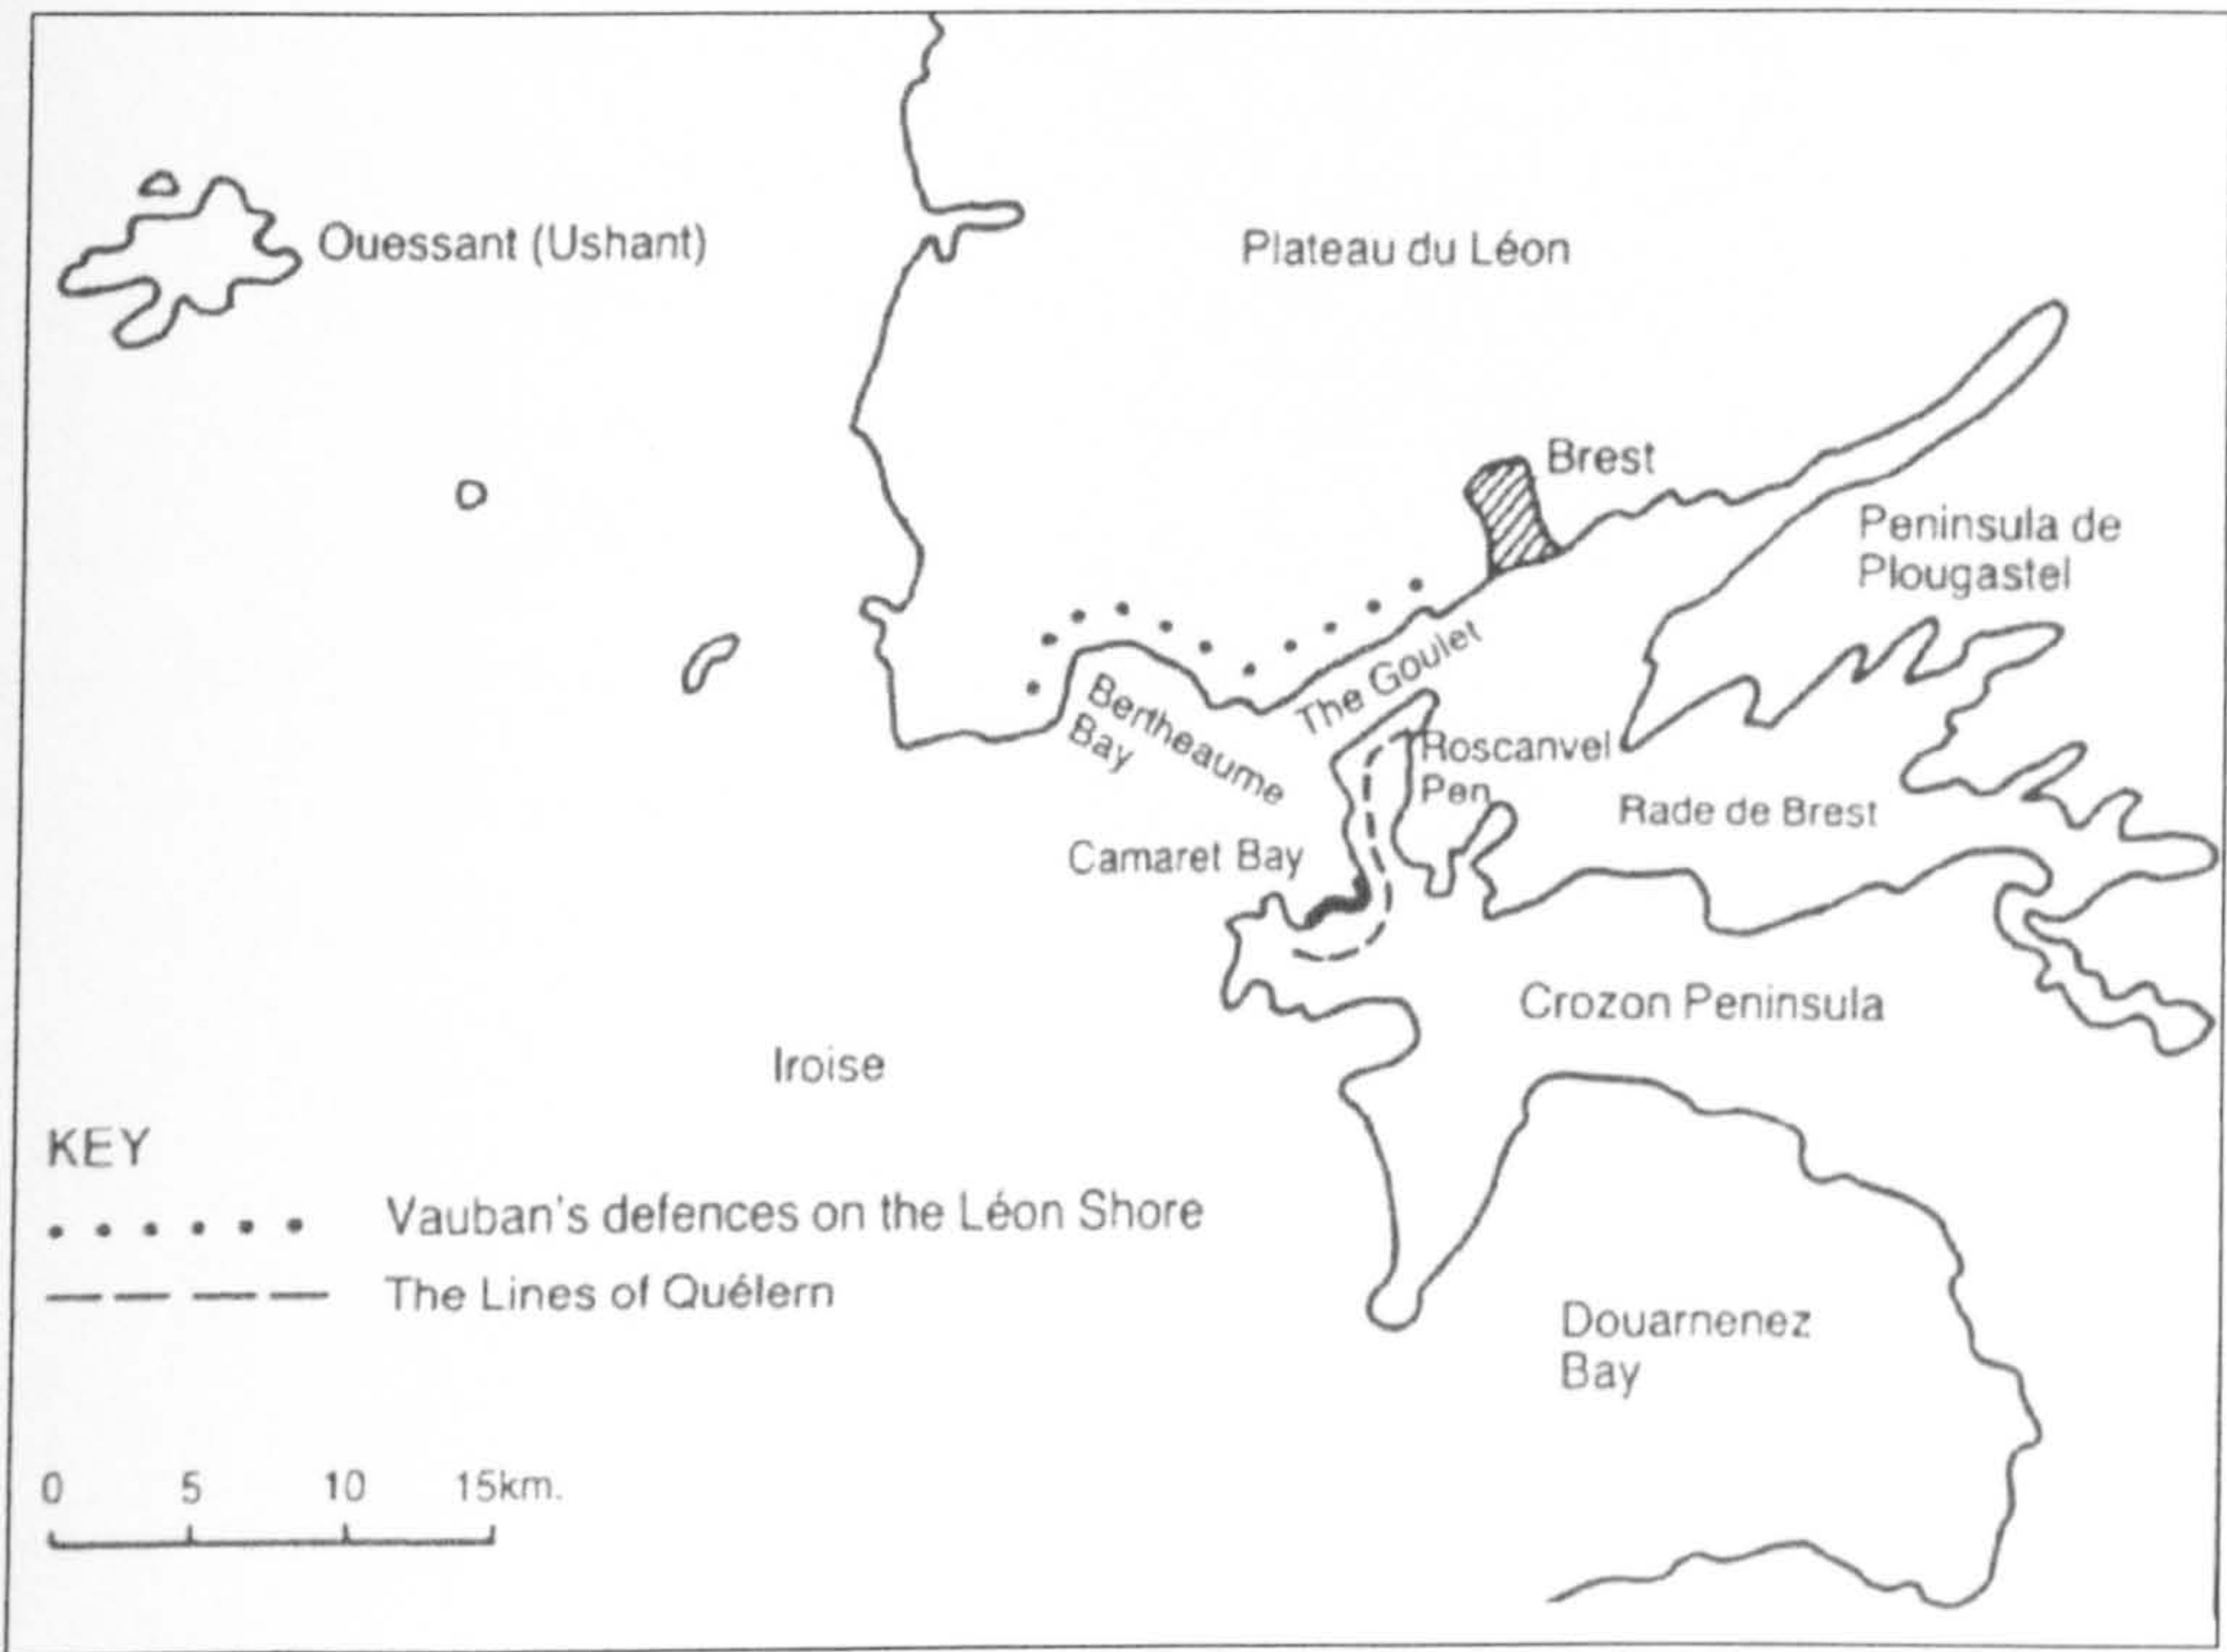 Ouessant (Ushant)
Plateau du Léon
Brest
Peninsula de
Plougastel
The Goulet
Bertheaume
Bay
Roscanvel
Pen
Rade de Brest
Camaret Bay
Crozon Peninsula
Iroise
KEY
Vauban's defences on the Léon Shore
The Lines of Quélern
Douarnenez
Bay
0 5 10 15km.